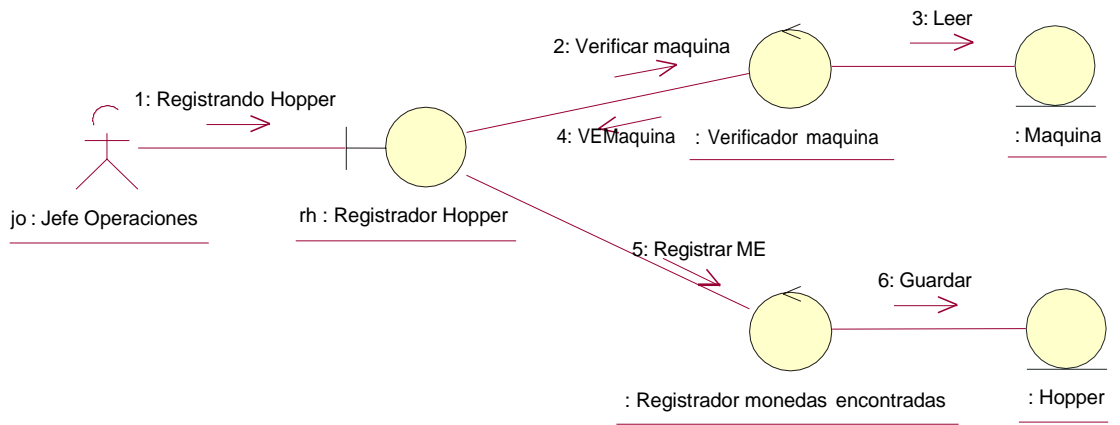 3: Leer
2: Verificar maquina
1: Registrando Hopper
4: VEMaquina
: Verificador maquina
: Maquina
jo : Jefe Operaciones
rh : Registrador Hopper
5: Registrar ME
6: Guardar
: Registrador monedas encontradas
: Hopper